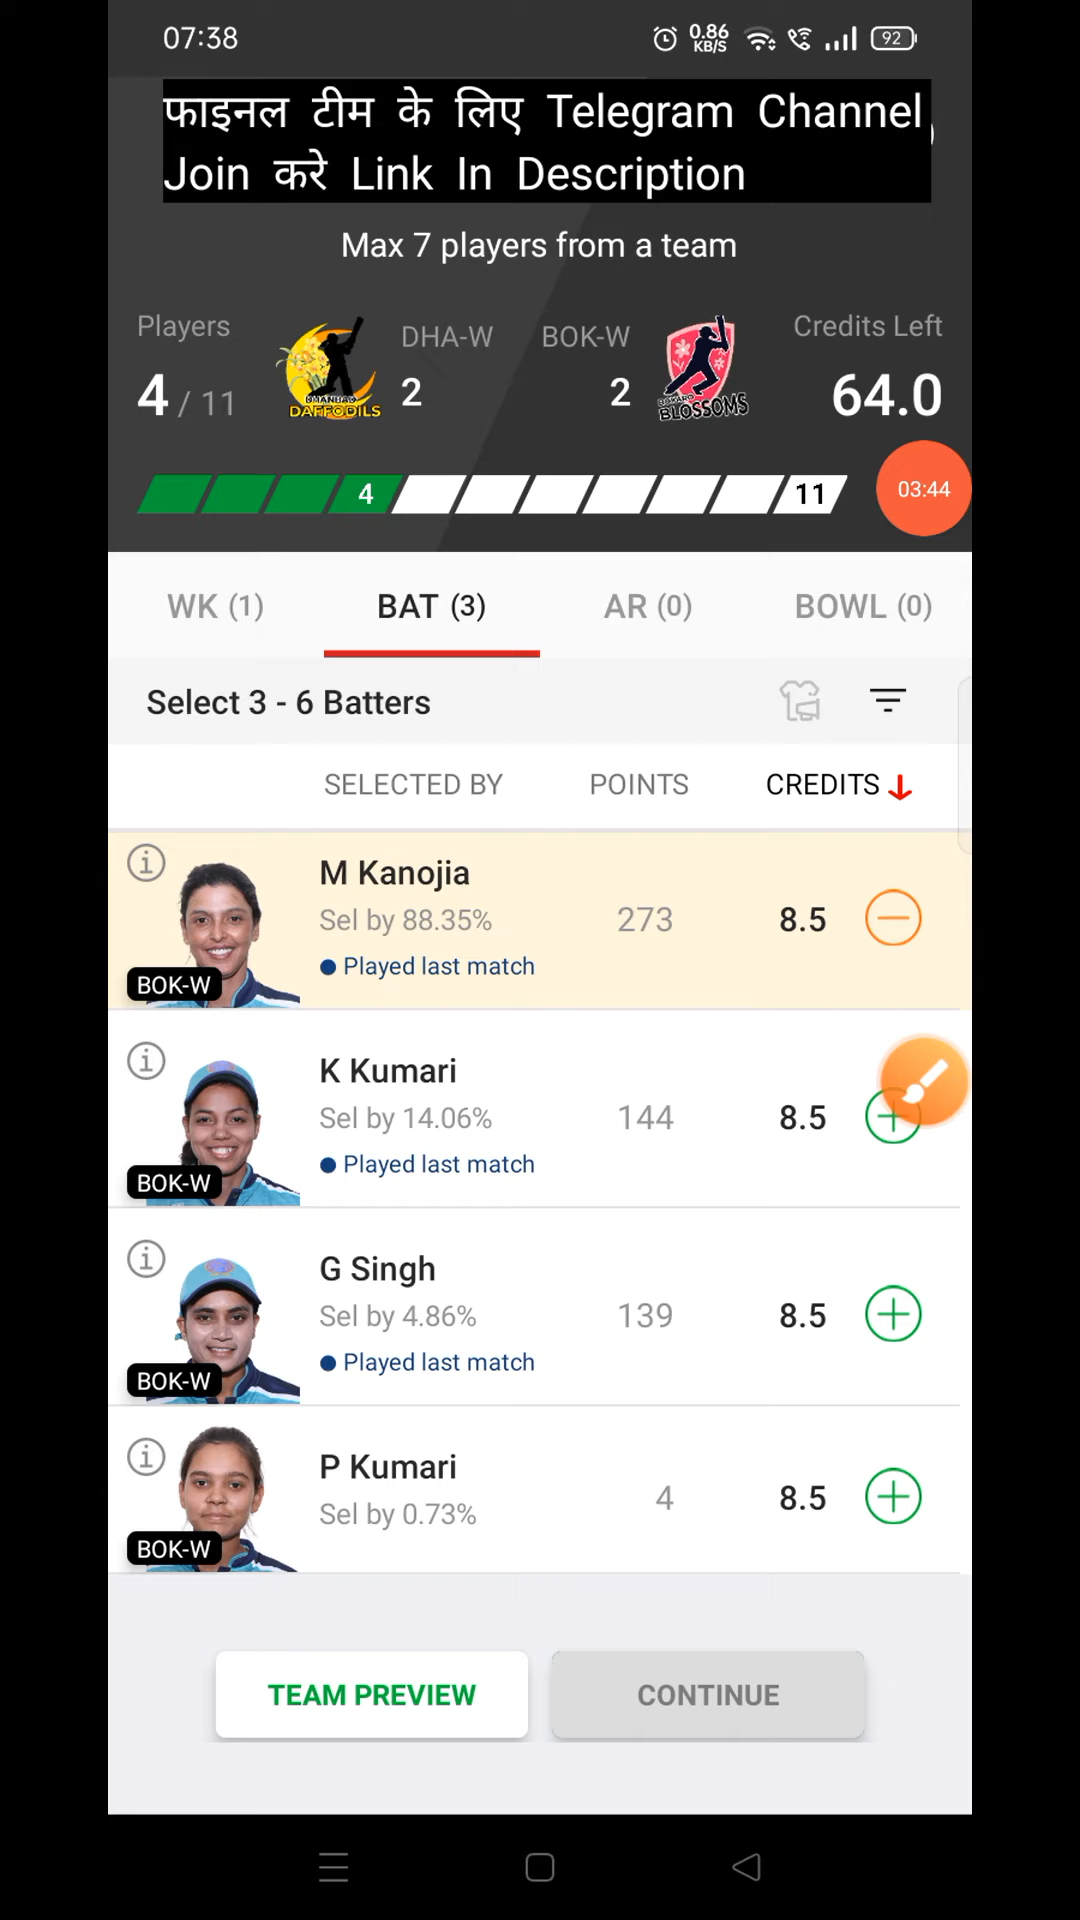 07:38
0.86
KB/S
92
फाइनल टीम के लिए Telegram Channel
Join करे Link In Description
Max 7 players from a team
Players
DHA-W
BOK-W
Credits Left
4 / 11
2
2
64.0
DHANBAD
DAFFODILS
BOKARO
BLOSSOMS
4
11
03:44
WK (1)
BAT (3)
AR (0)
BOWL (0)
Select 3 - 6 Batters
SELECTED BY
POINTS
CREDITS
M Kanojia
Sel by 88.35%
273
8.5
Played last match
BOK-W
K Kumari
Sel by 14.06%
144
8.5
Played last match
BOK-W
G Singh
Sel by 4.86%
139
8.5
Played last match
BOK-W
P Kumari
Sel by 0.73%
4
8.5
BOK-W
TEAM PREVIEW
CONTINUE